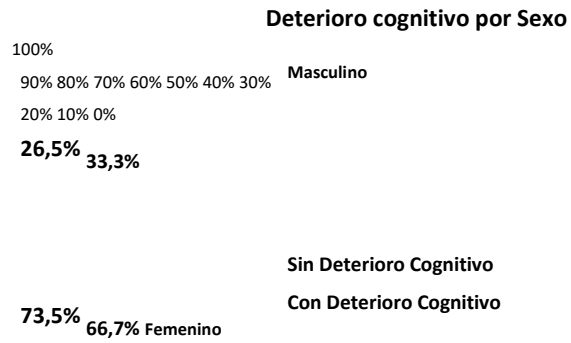 Deterioro cognitivo por Sexo
100%
90% 80% 70% 60% 50% 40% 30%
Masculino
20% 10% 0%
26,5% 33,3%
Sin Deterioro Cognitivo
Con Deterioro Cognitivo
73,5% 66,7% Femenino